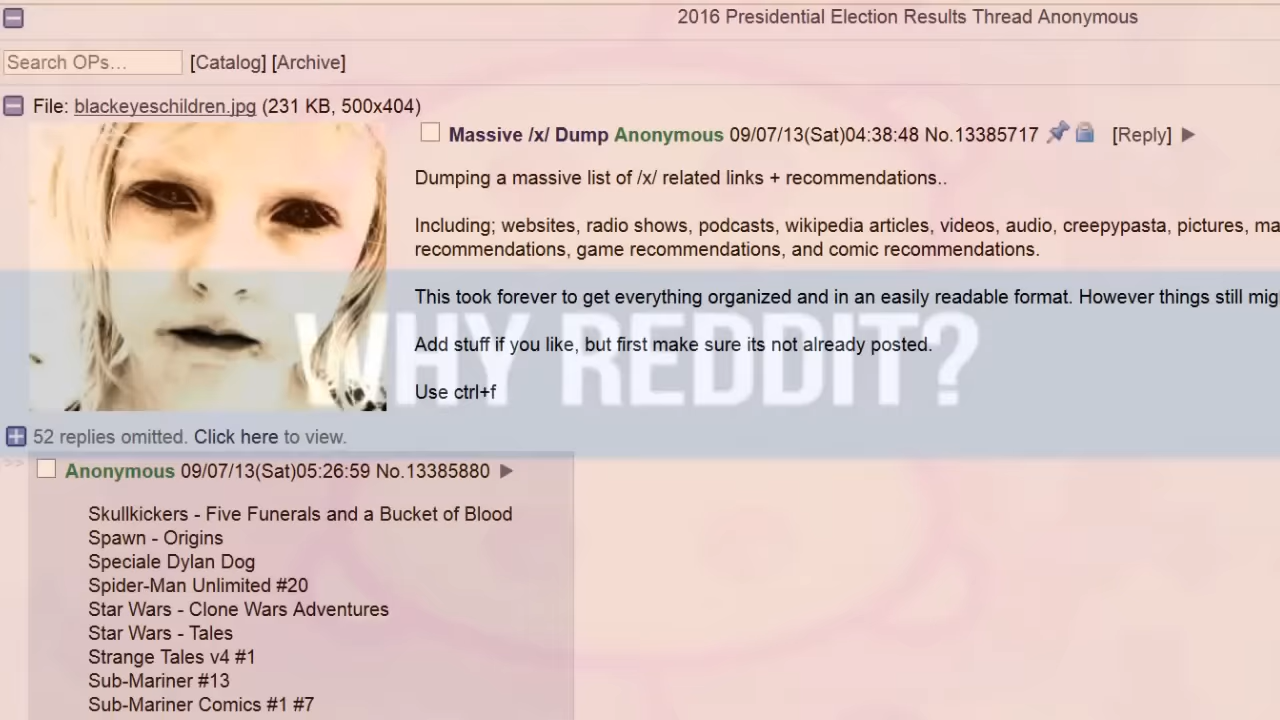 2016 Presidential Election Results Thread Anonymous
Search OPs…
[Catalog] [Archive]
File: blackeyeschildren.jpg (231 KB, 500x404)
Massive /x/ Dump Anonymous 09/07/13(Sat)04:38:48 No.13385717 [Reply] ▶
Dumping a massive list of /x/ related links + recommendations..
Including; websites, radio shows, podcasts, wikipedia articles, videos, audio, creepypasta, pictures,
recommendations, game recommendations, and comic recommendations.
This took forever to get everything organized and in an easily readable format. However things still
WHY REDDIT?
Add stuff if you like, but first make sure its not already posted.
Use ctrl+f
52 replies omitted. Click here to view.
>>
Anonymous 09/07/13(Sat)05:26:59 No.13385880 ▶
Skullkickers - Five Funerals and a Bucket of Blood
Spawn - Origins
Speciale Dylan Dog
Spider-Man Unlimited #20
Star Wars - Clone Wars Adventures
Star Wars - Tales
Strange Tales v4 #1
Sub-Mariner #13
Sub-Mariner Comics #1 #7